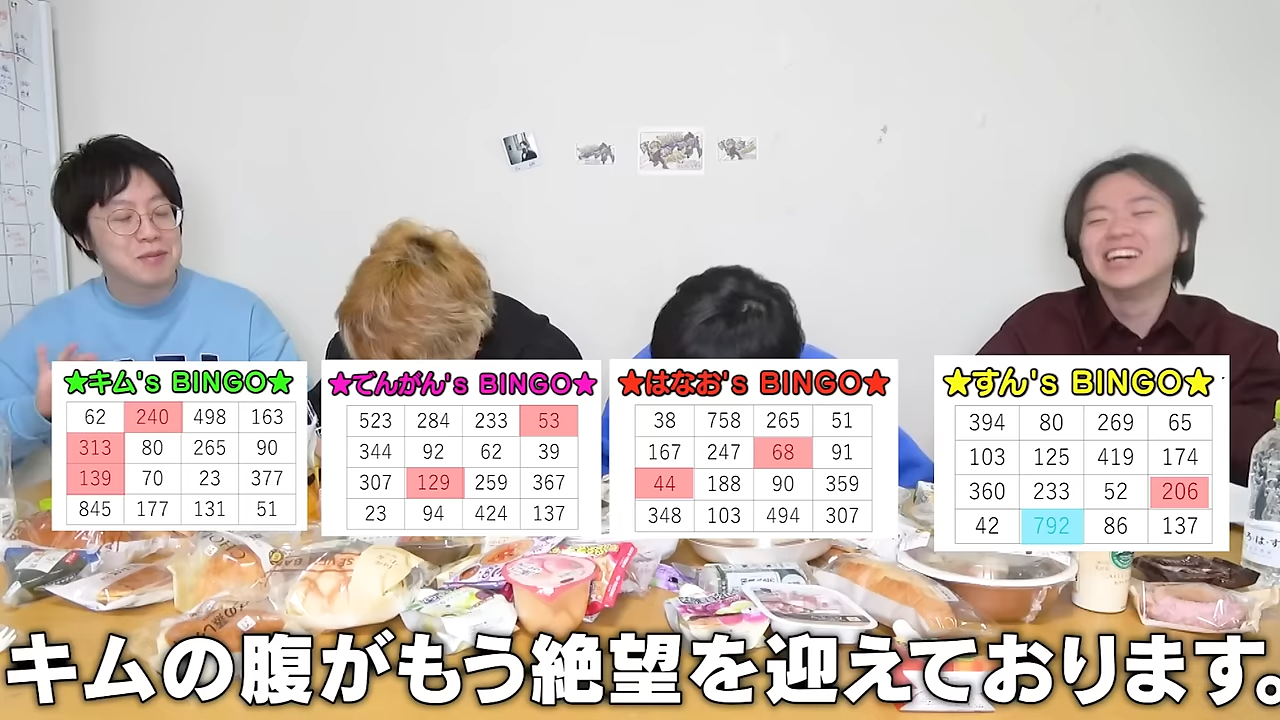 ★キム's BINGO★
62 240 498 163
313 80 265 90
139 70 23 377
845 177 131 51
★でんがん's BINGO★
523 284 233 53
344 92 62 39
307 129 259 367
23 94 424 137
★はなお's BINGO★
38 758 265 51
167 247 68 91
44 188 90 359
348 103 494 307
★すん's BINGO★
394 80 269 65
103 125 419 174
360 233 52 206
42 792 86 137
キムの腹がもう絶望を迎えております。